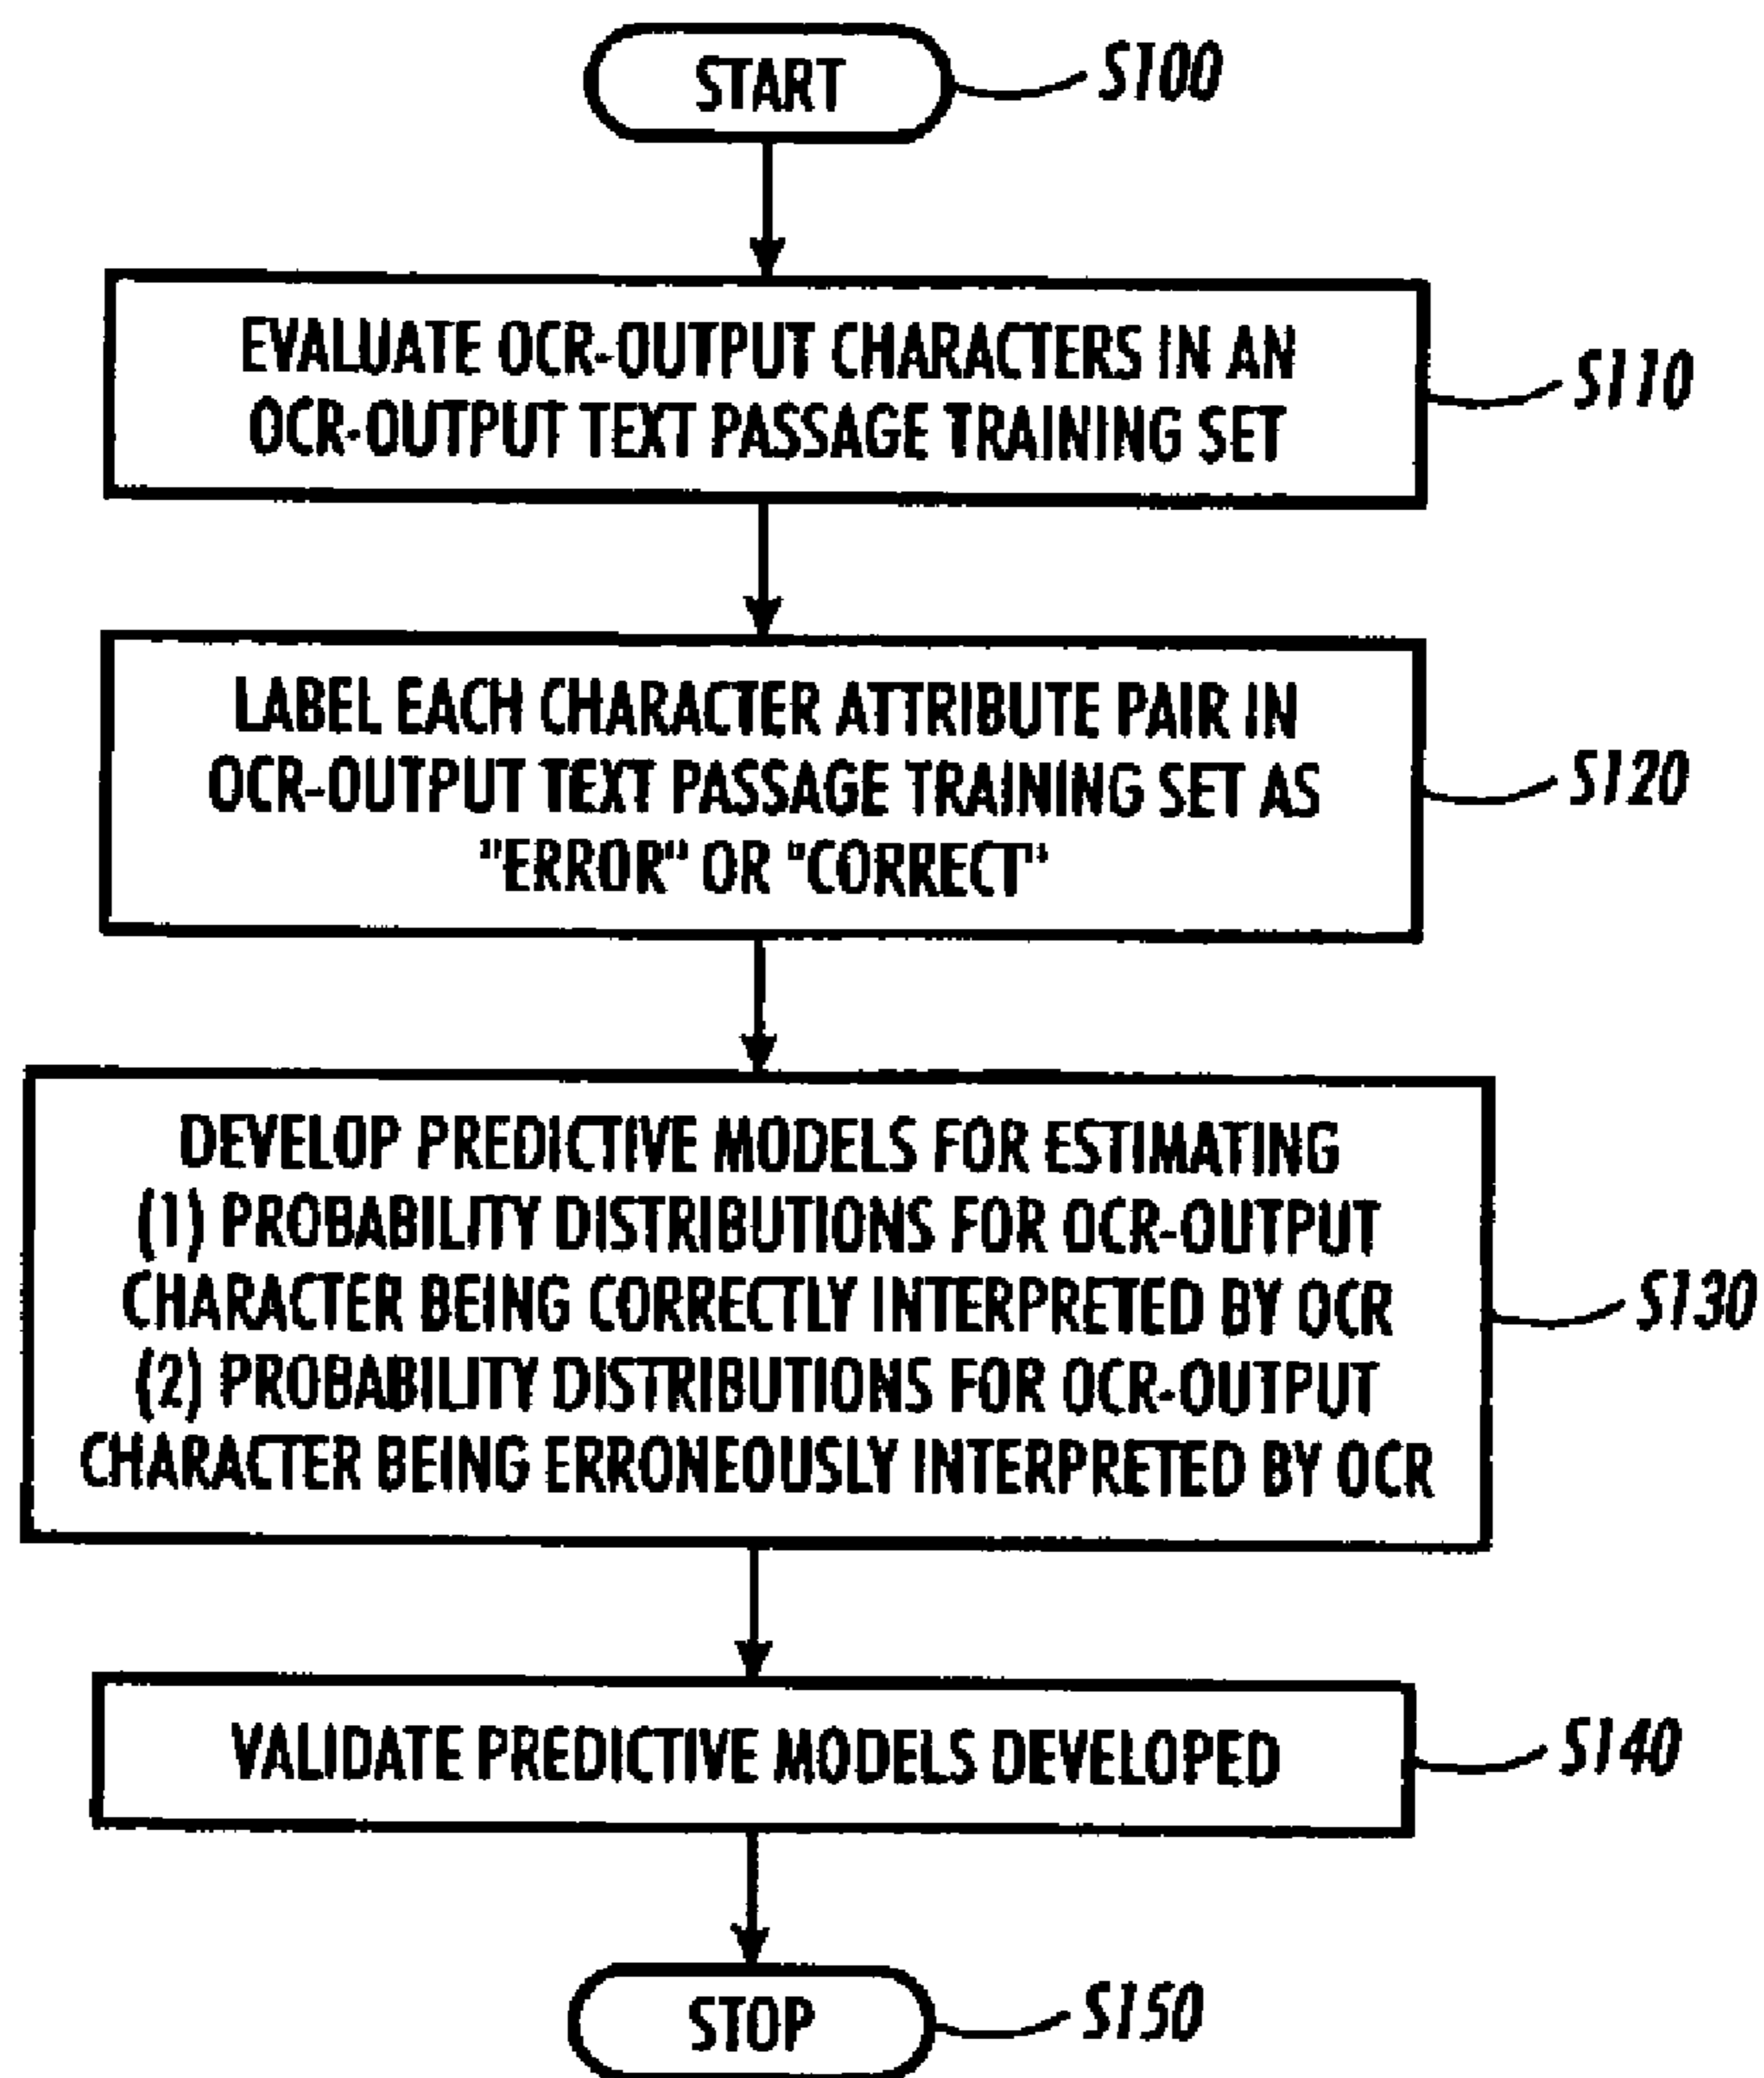 START
S100
EVALUATE OCR-OUTPUT CHARACTERS IN AN
OCR-OUTPUT TEXT PASSAGE TRAINING SET
S110
LABEL EACH CHARACTER ATTRIBUTE PAIR IN
OCR-OUTPUT TEXT PASSAGE TRAINING SET AS
"ERROR" OR "CORRECT"
S120
DEVELOP PREDICTIVE MODELS FOR ESTIMATING
(1) PROBABILITY DISTRIBUTIONS FOR OCR-OUTPUT
CHARACTER BEING CORRECTLY INTERPRETED BY OCR
(2) PROBABILITY DISTRIBUTIONS FOR OCR-OUTPUT
CHARACTER BEING ERRONEOUSLY INTERPRETED BY OCR
S130
VALIDATE PREDICTIVE MODELS DEVELOPED
S140
STOP
S150